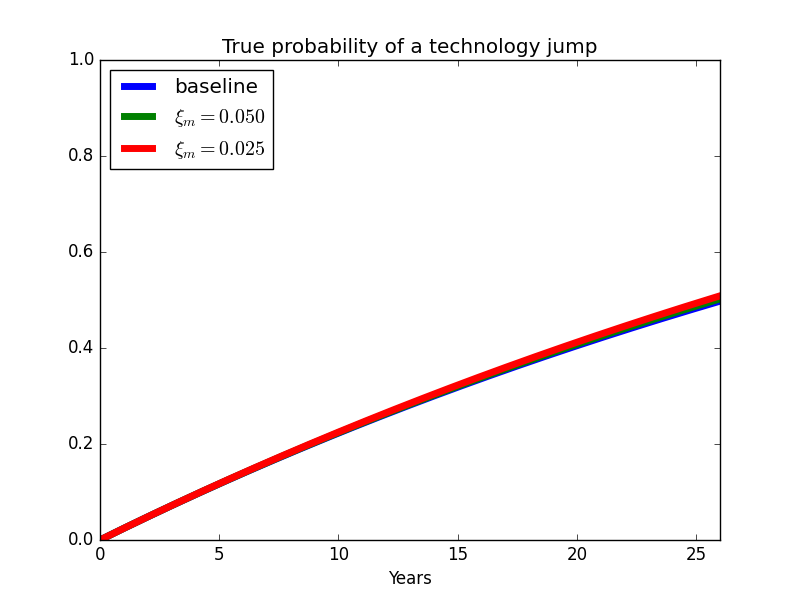 True probability of a technology jump
1.0
baseline
ξm = 0.050
ξm = 0.025
0.8
0.6
0.4
0.2
0.0
0 5 10 15 20 25
Years